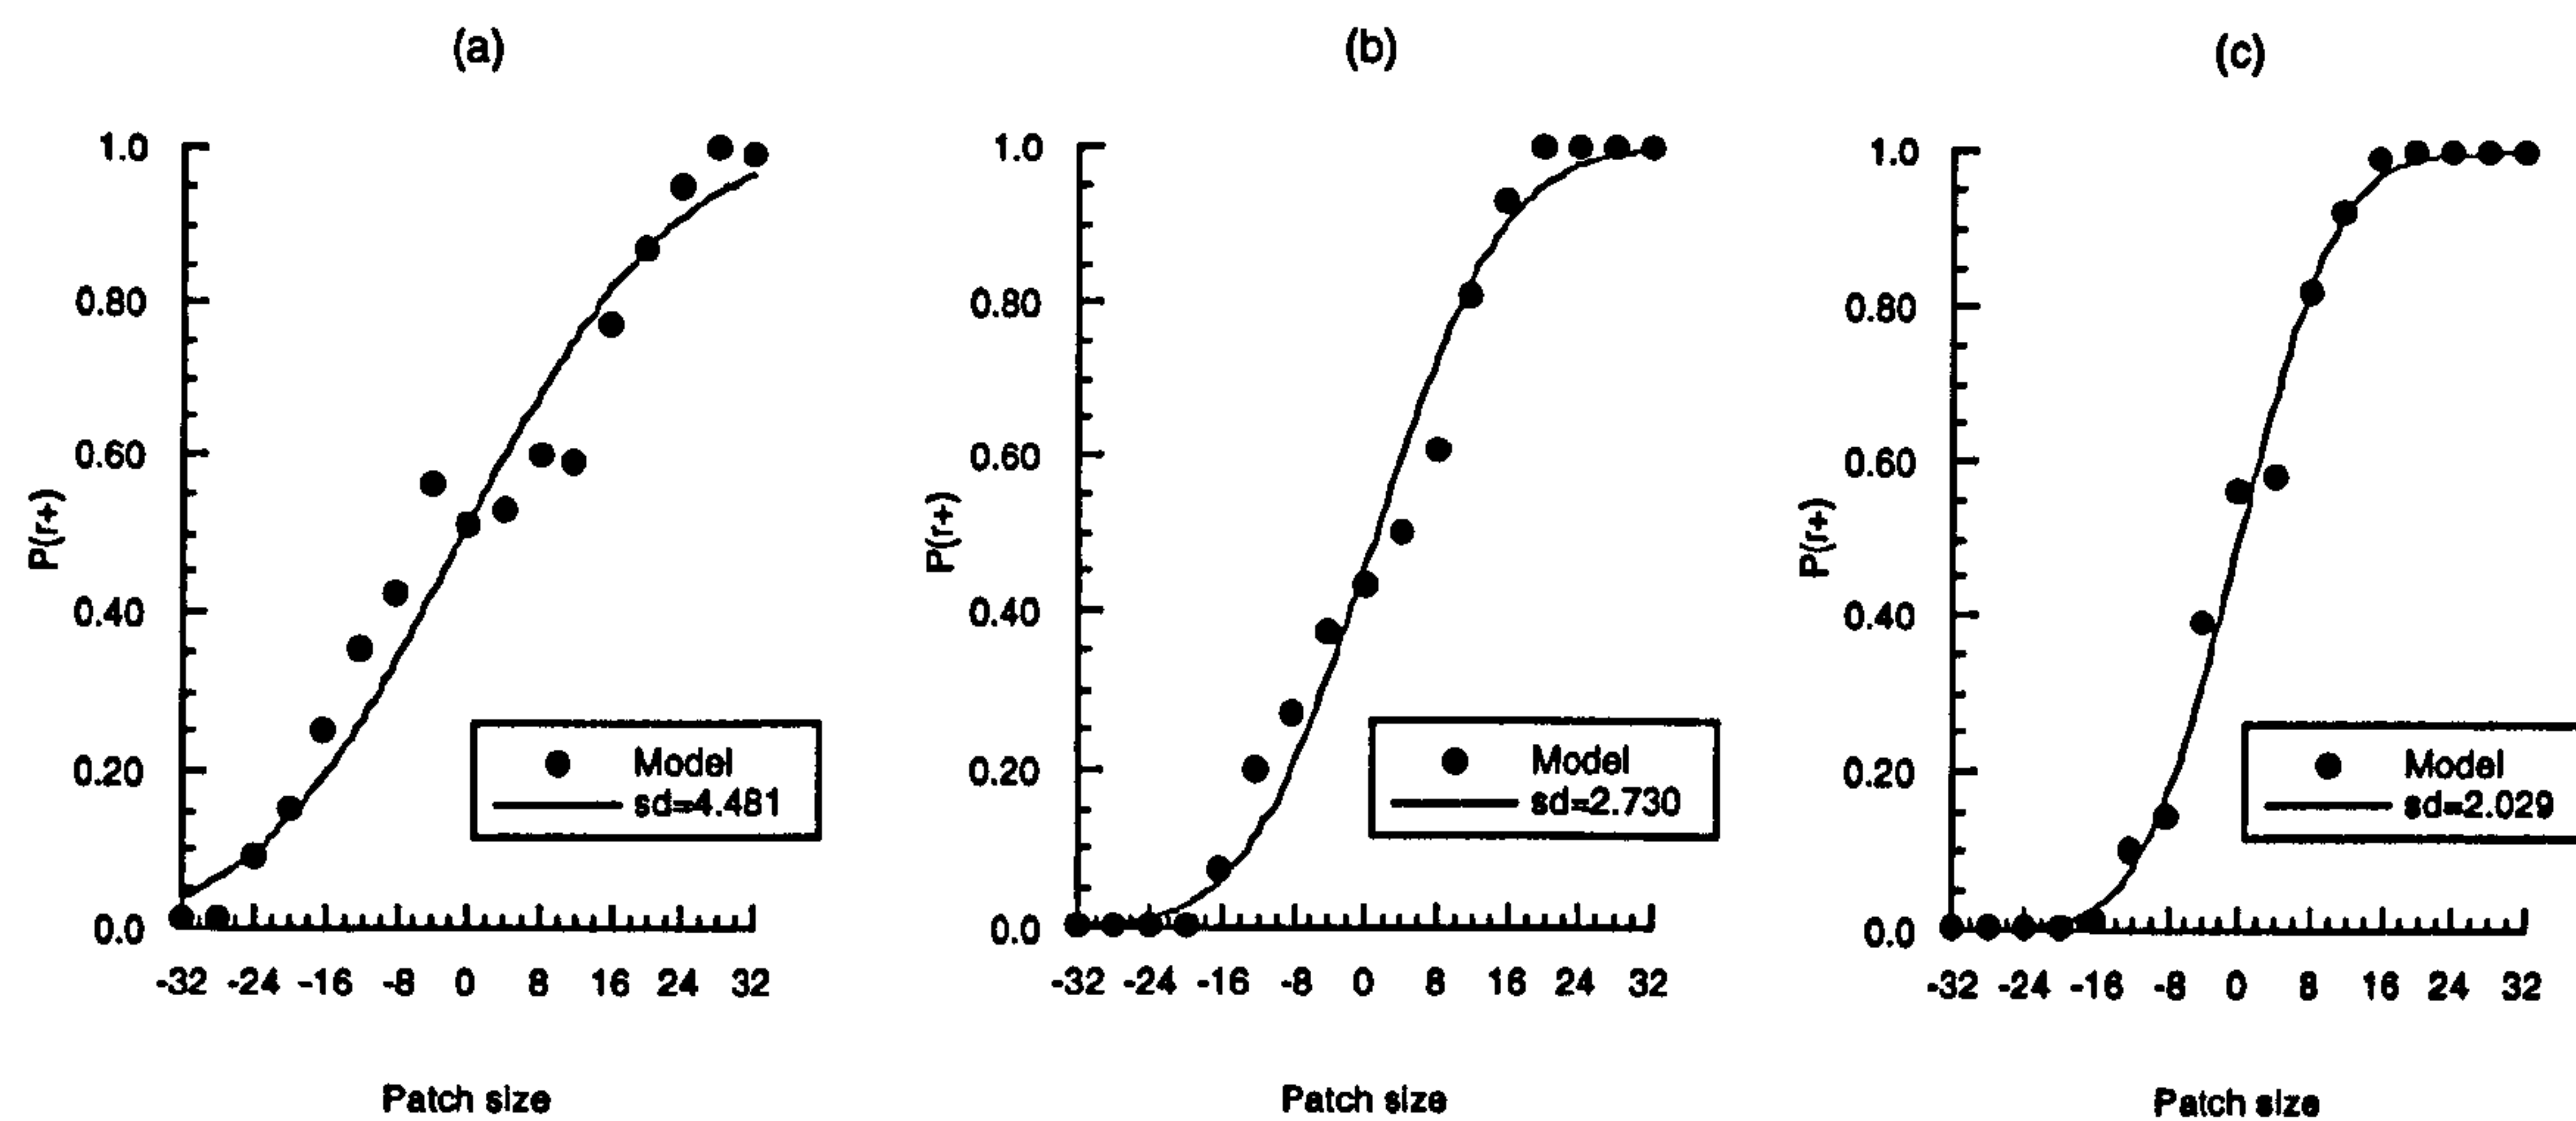 (a)
1.0
0.80
0.60
0.40
0.20
0.0
P(r+)
Model
sd=4.481
-32 -24 -16 -8 0 8 16 24 32
Patch size
(b)
1.0
0.80
0.60
0.40
0.20
0.0
P(r+)
Model
sd=2.730
-32 -24 -16 -8 0 8 16 24 32
Patch size
(c)
1.0
0.80
0.60
0.40
0.20
0.0
P(r+)
Model
sd=2.029
-32 -24 -16 -8 0 8 16 24 32
Patch size